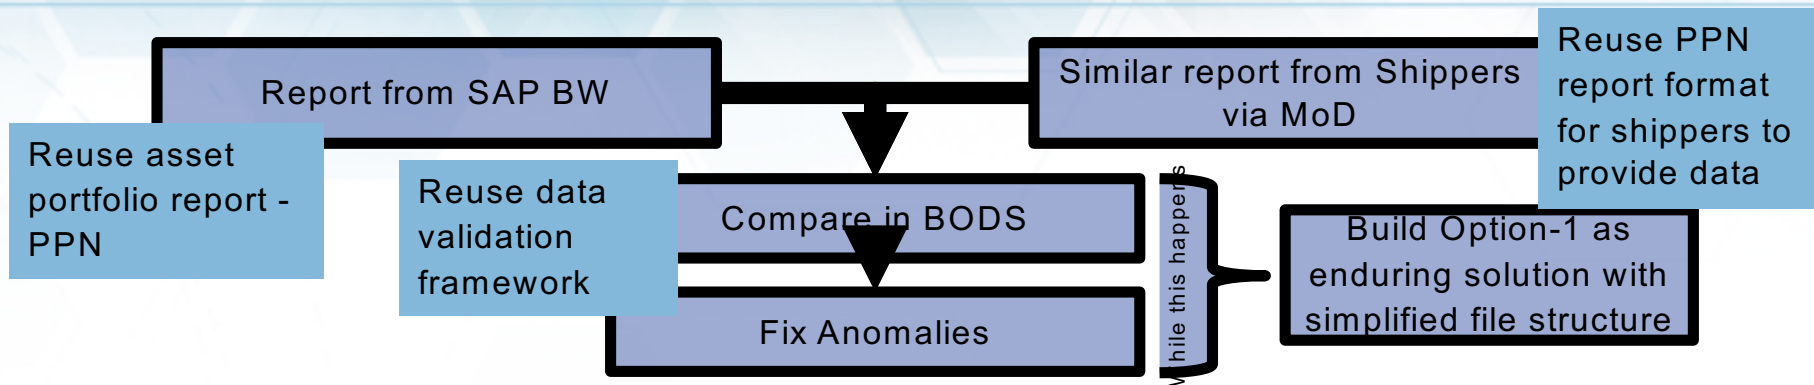 Report from SAP BW
Similar report from Shippers
via MoD
Reuse PPN
report format
for shippers to
provide data
Reuse asset
portfolio report -
PPN
Reuse data
validation
framework
Compare in BODS
Fix Anomalies
While this happens
Build Option-1 as
enduring solution with
simplified file structure